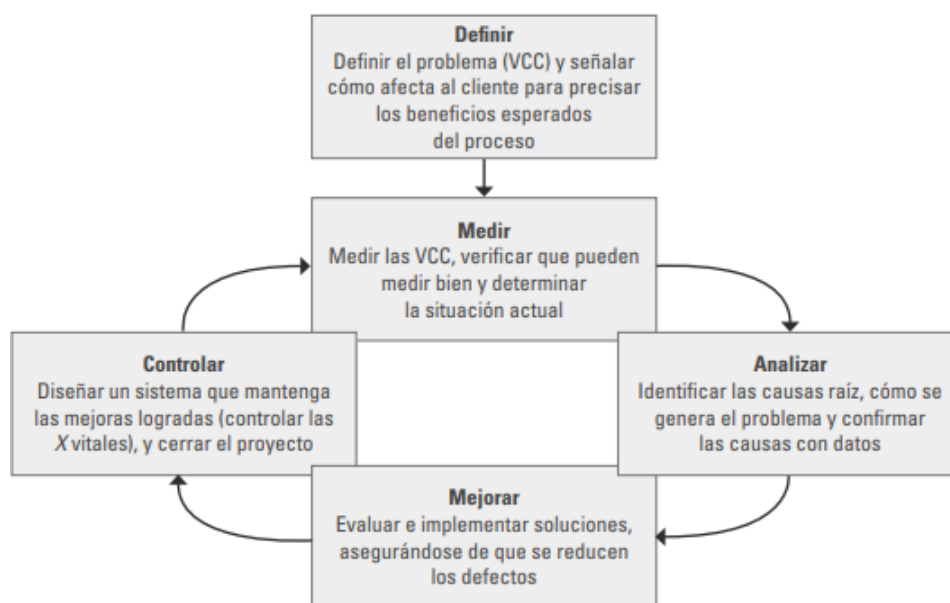 Definir
Definir el problema (VCC) y señalar
cómo afecta al cliente para precisar
los beneficios esperados
del proceso
Medir
Medir las VCC, verificar que pueden
medir bien y determinar
la situación actual
Controlar
Diseñar un sistema que mantenga
las mejoras logradas (controlar las
X vitales), y cerrar el proyecto
Analizar
Identificar las causas raíz, cómo se
genera el problema y confirmar
las causas con datos
Mejorar
Evaluar e implementar soluciones,
asegurándose de que se reducen
los defectos